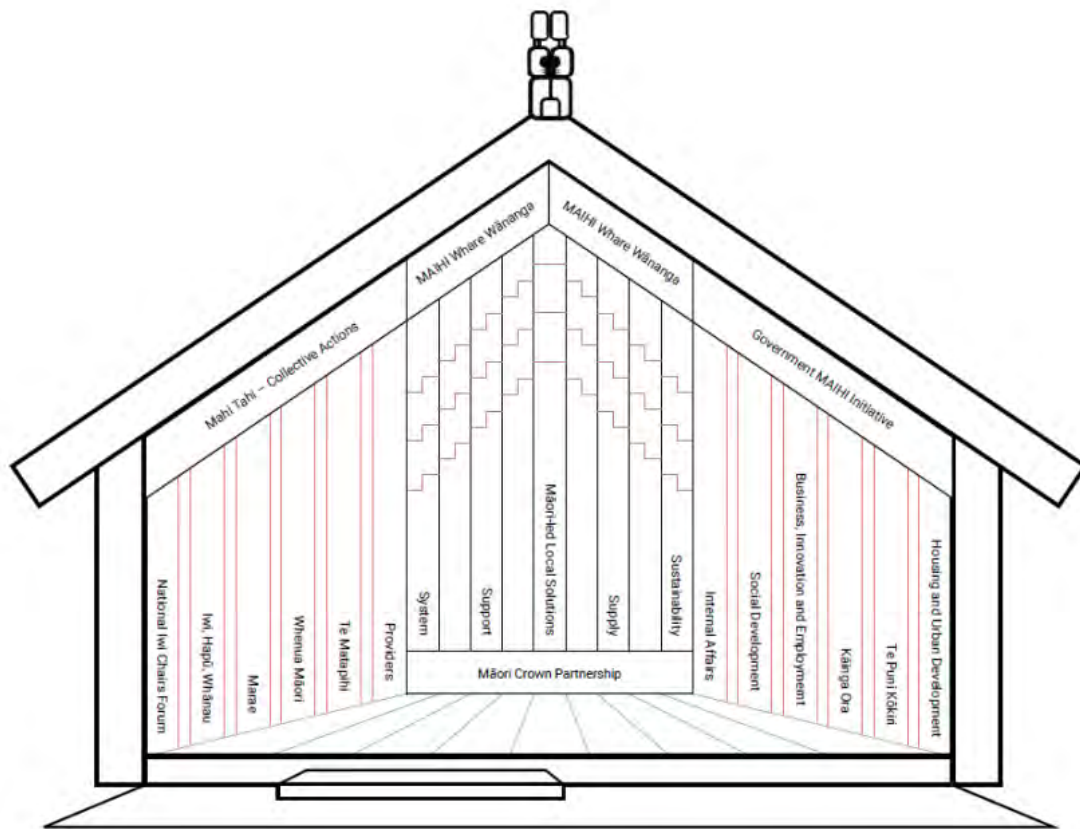 MAIHI Whare Wānanga
MAIHI Whare Wānanga
Mahi Tahi – Collective Actions
Government MAIHI Initiative
National Iwi Chairs Forum
Iwi, Hapū, Whānau
Marae
Whenua Māori
Te Matapihi
Providers
System
Support
Māori-led Local Solutions
Supply
Sustainability
Internal Affairs
Social Development
Business, Innovation and Employment
Kāinga Ora
Te Puni Kōkiri
Housing and Urban Development
Māori Crown Partnership